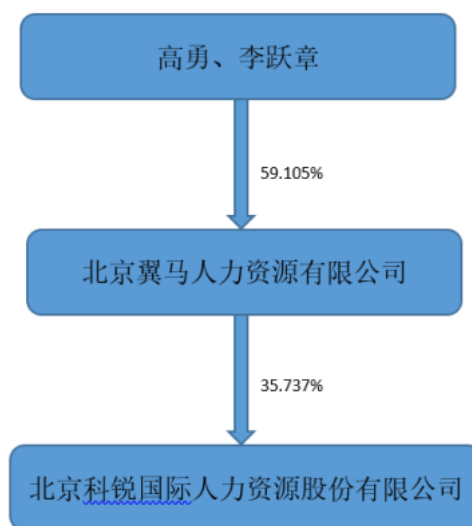 高勇、李跃章
59.105%
北京翼马人力资源有限公司
35.737%
北京科锐国际人力资源股份有限公司